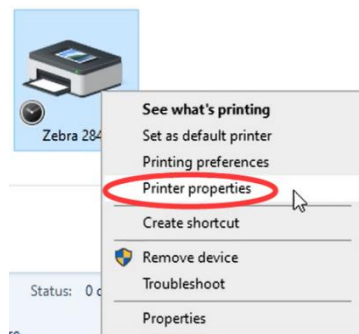 See what's printing
Zebra 284
Set as default printer
Printing preferences
Printer properties
Create shortcut
Remove device
Troubleshoot
Status: 0
Properties